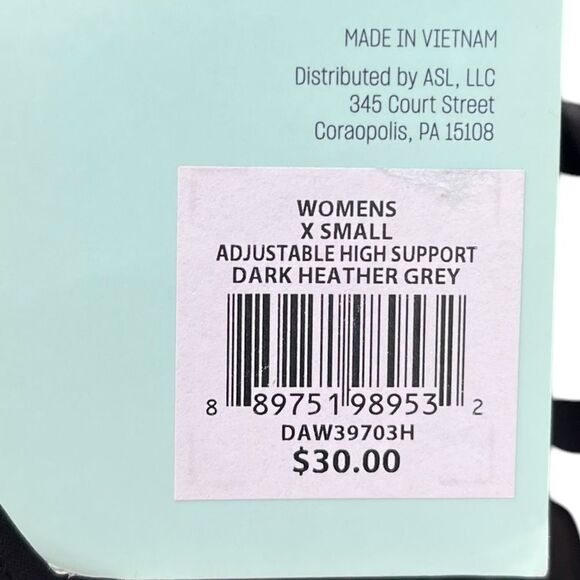 MADE IN VIETNAM
Distributed by ASL, LLC
345 Court Street
Coraopolis, PA 15108
WOMENS
X SMALL
ADJUSTABLE HIGH SUPPORT
DARK HEATHER GREY
8 89751 98953 2
DAW39703H
$30.00